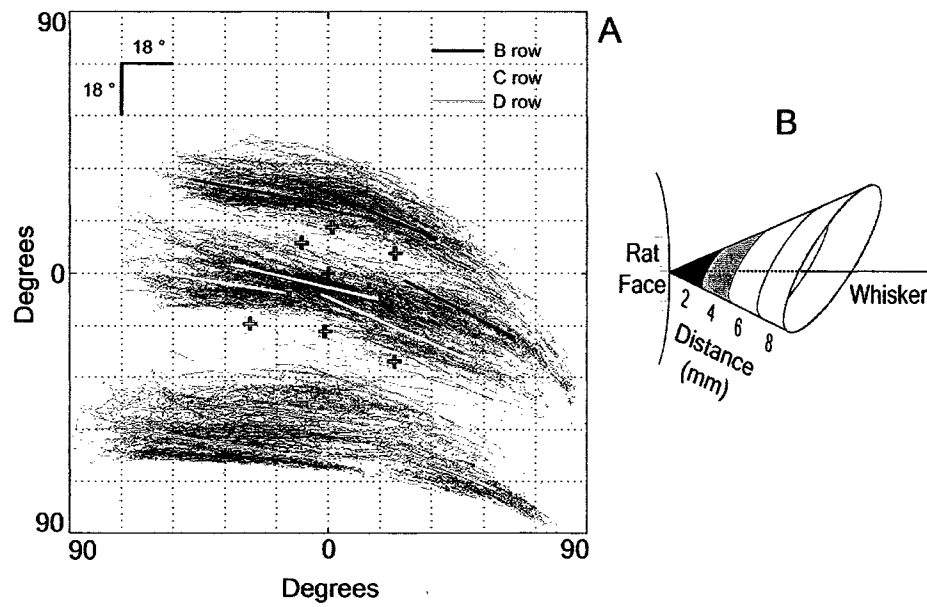 A
90
18 °
18 °
B row
C row
D row
0
Degrees
90
90
0
90
Degrees
B
Rat
Face
Whisker
2
4
6
8
Distance
(mm)